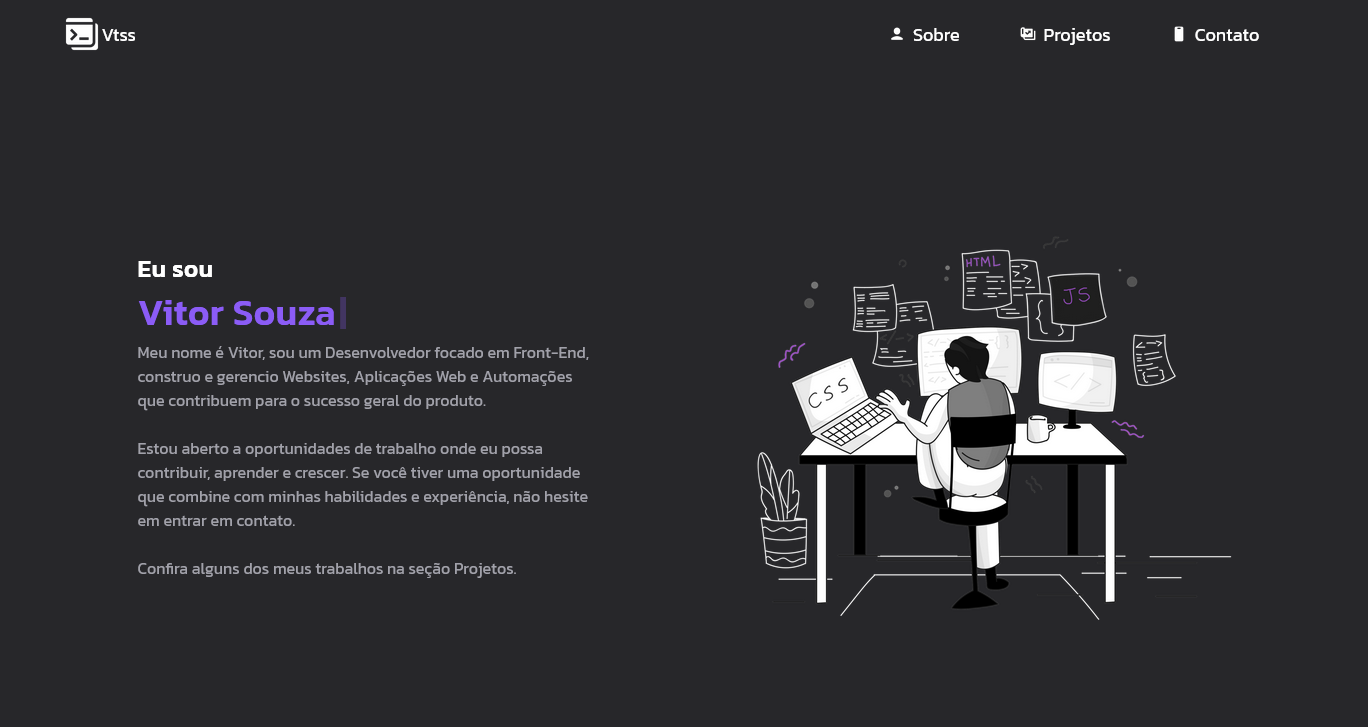 Vtss
Sobre
Projetos
Contato
Eu sou
Vitor Souza
Meu nome é Vitor, sou um Desenvolvedor focado em Front-End,
construo e gerencio Websites, Aplicações Web e Automações
que contribuem para o sucesso geral do produto.
Estou aberto a oportunidades de trabalho onde eu possa
contribuir, aprender e crescer. Se você tiver uma oportunidade
que combine com minhas habilidades e experiência, não hesite
em entrar em contato.
Confira alguns dos meus trabalhos na seção Projetos.
HTML
JS
CSS
</>